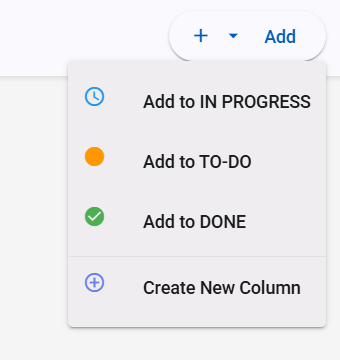 Add
Add to IN PROGRESS
Add to TO-DO
Add to DONE
Create New Column